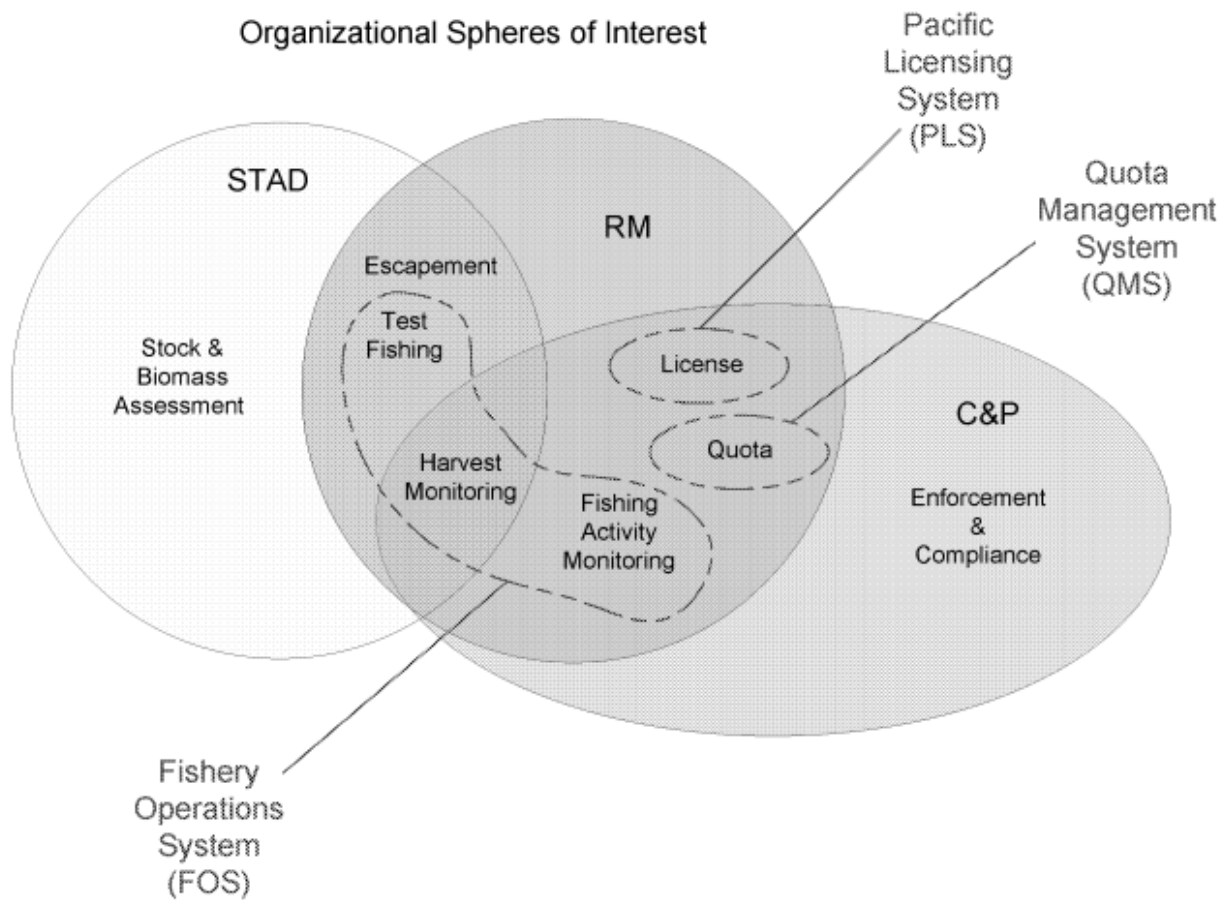 Organizational Spheres of Interest
Pacific
Licensing
System
(PLS)
Quota
Management
System
(QMS)
STAD
RM
Escapement
Test
Fishing
Stock &
Biomass
Assessment
License
Quota
C&P
Harvest
Monitoring
Fishing
Activity
Monitoring
Enforcement
&
Compliance
Fishery
Operations
System
(FOS)